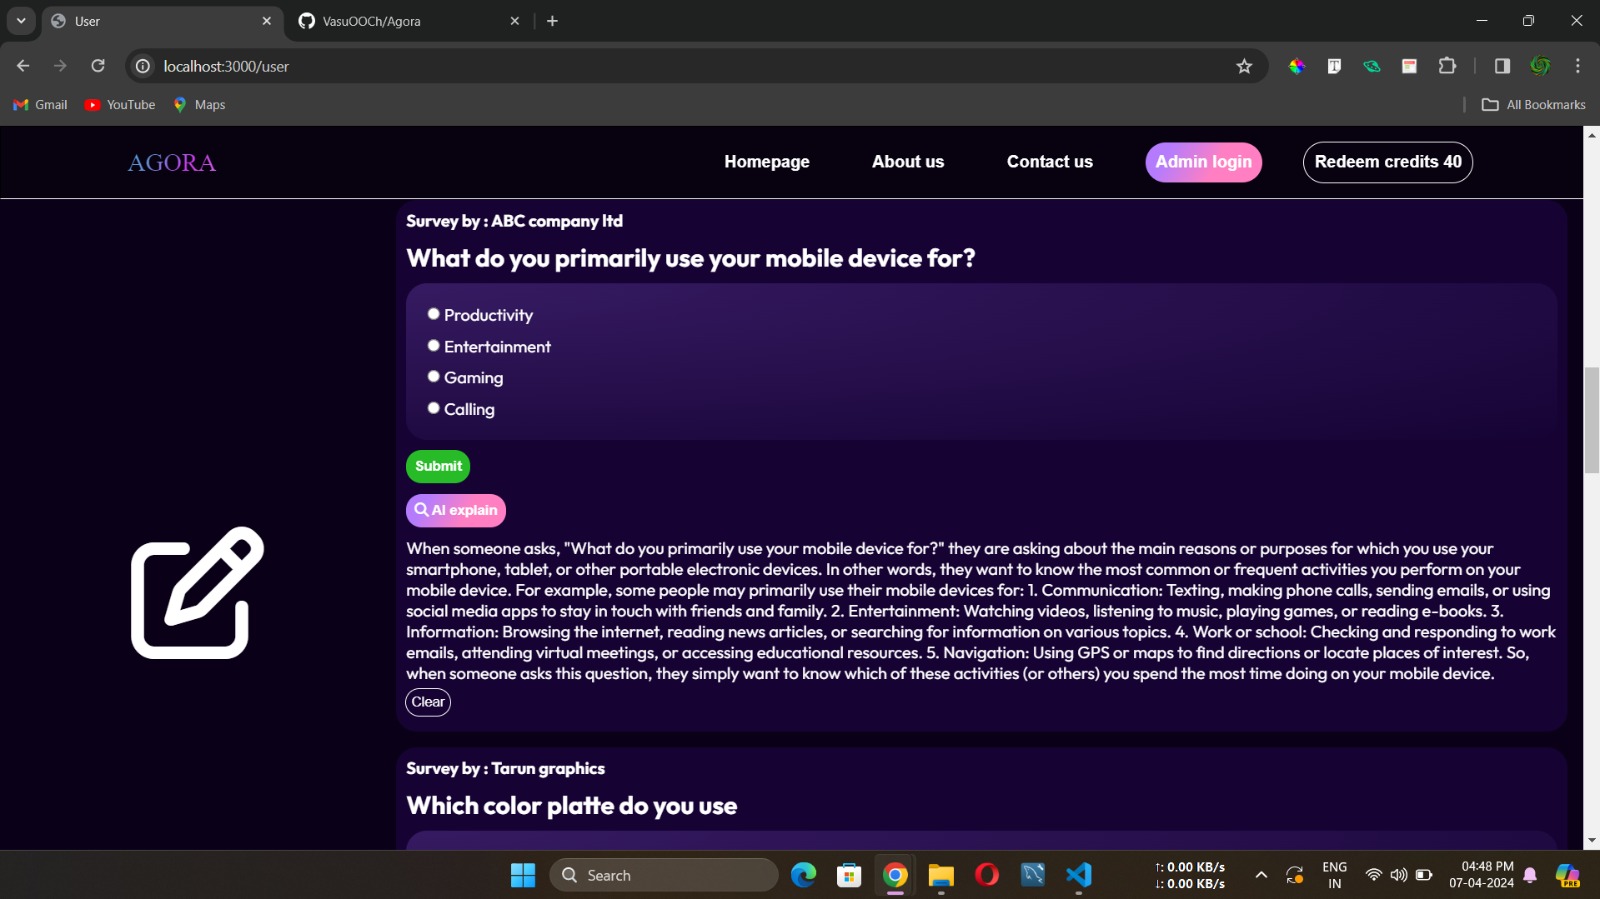 User
VasuOOCh/Agora
localhost:3000/user
Gmail
YouTube
Maps
All Bookmarks
AGORA
Homepage
About us
Contact us
Admin login
Redeem credits 40
Survey by : ABC company ltd
What do you primarily use your mobile device for?
Productivity
Entertainment
Gaming
Calling
Submit
AI explain
When someone asks, "What do you primarily use your mobile device for?" they are asking about the main reasons or purposes for which you use your
smartphone, tablet, or other portable electronic devices. In other words, they want to know the most common or frequent activities you perform on your
mobile device. For example, some people may primarily use their mobile devices for: 1. Communication: Texting, making phone calls, sending emails, or using
social media apps to stay in touch with friends and family. 2. Entertainment: Watching videos, listening to music, playing games, or reading e-books. 3.
Information: Browsing the internet, reading news articles, or searching for information on various topics. 4. Work or school: Checking and responding to work
emails, attending virtual meetings, or accessing educational resources. 5. Navigation: Using GPS or maps to find directions or locate places of interest. So,
when someone asks this question, they simply want to know which of these activities (or others) you spend the most time doing on your mobile device.
Clear
Survey by : Tarun graphics
Which color platte do you use
Search
↑: 0.00 KB/s
↓: 0.00 KB/s
ENG
IN
04:48 PM
07-04-2024
PRE